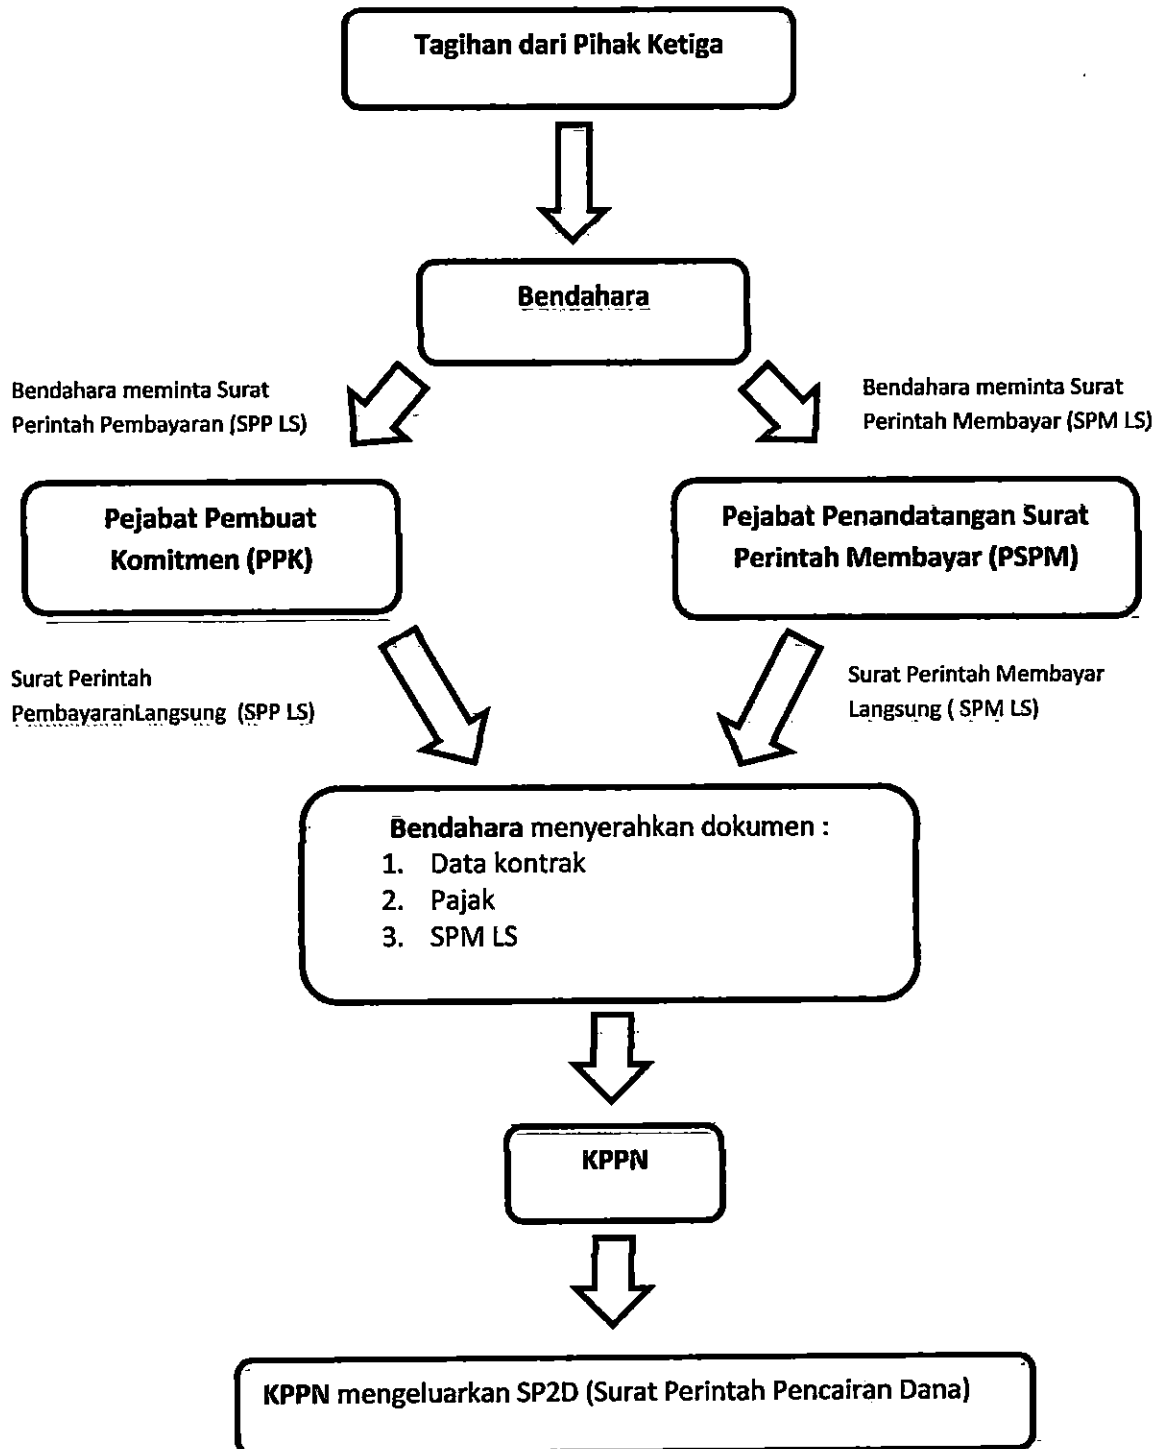 Tagihan dari Pihak Ketiga
Bendahara
Bendahara meminta Surat
Perintah Pembayaran (SPP LS)
Bendahara meminta Surat
Perintah Membayar (SPM LS)
Pejabat Pembuat
Komitmen (PPK)
Pejabat Penandatangan Surat
Perintah Membayar (PSPM)
Surat Perintah
PembayaranLangsung (SPP LS)
Surat Perintah Membayar
Langsung ( SPM LS)
Bendahara menyerahkan dokumen :
1. Data kontrak
2. Pajak
3. SPM LS
KPPN
KPPN mengeluarkan SP2D (Surat Perintah Pencairan Dana)